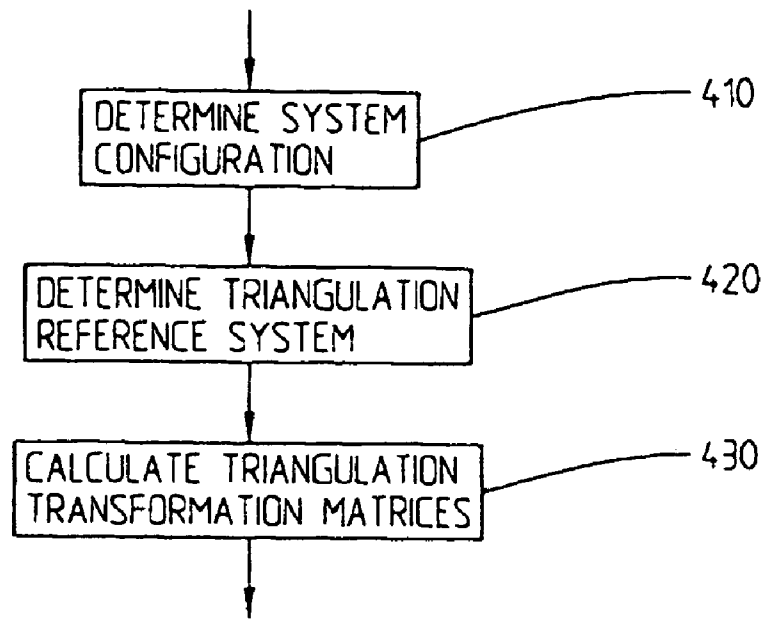 DETERMINE SYSTEM
CONFIGURATION
410
DETERMINE TRIANGULATION
REFERENCE SYSTEM
420
CALCULATE TRIANGULATION
TRANSFORMATION MATRICES
430